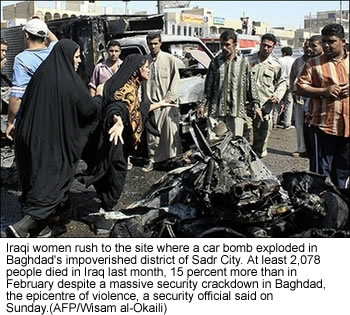 Iraqi women rush to the site where a car bomb exploded in
Baghdad's impoverished district of Sadr City. At least 2,078
people died in Iraq last month, 15 percent more than in
February despite a massive security crackdown in Baghdad,
the epicentre of violence, a security official said on
Sunday.(AFP/Wisam al-Okaili)